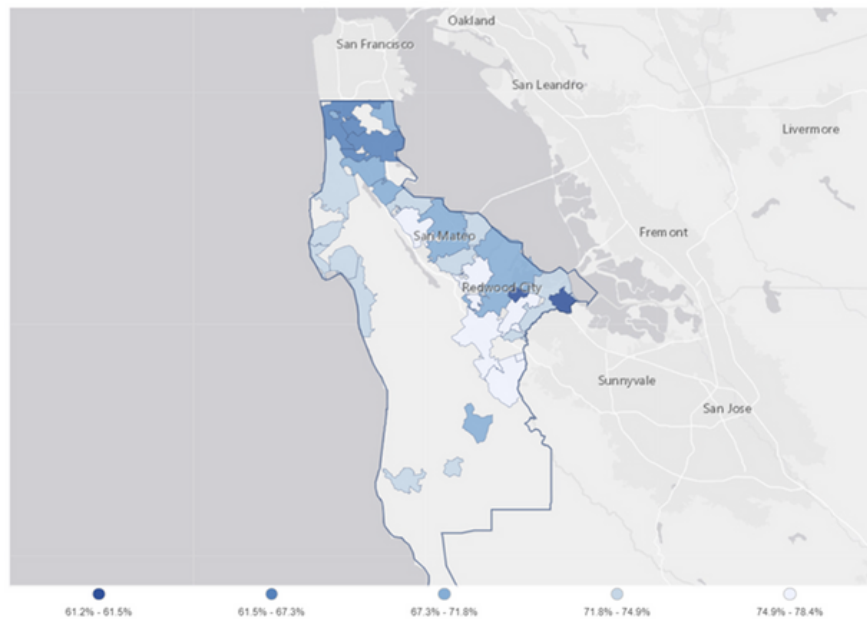 Oakland
San Francisco
San Leandro
Livermore
Fremont
San Mateo
Redwood City
Sunnyvale
San Jose
61.2% - 61.5%
61.5% - 67.3%
67.3% - 71.8%
71.8% - 74.9%
74.9% - 78.4%